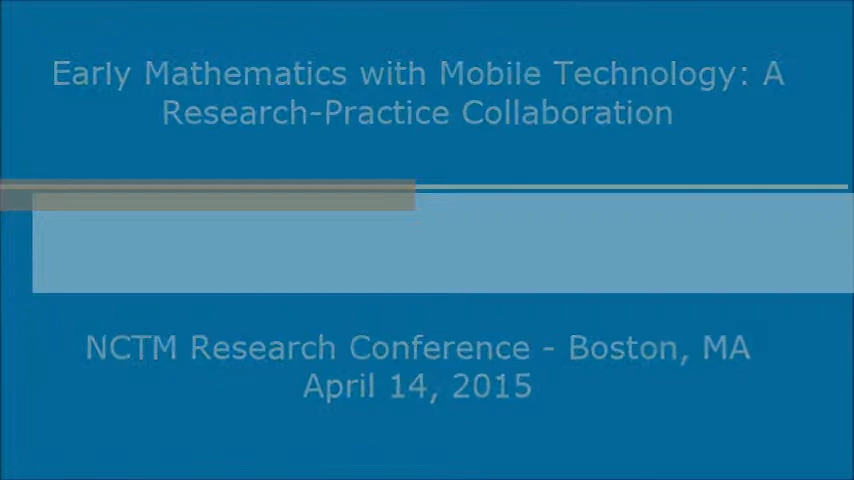 Early Mathematics with Mobile Technology: A
Research-Practice Collaboration
NCTM Research Conference - Boston, MA
April 14, 2015